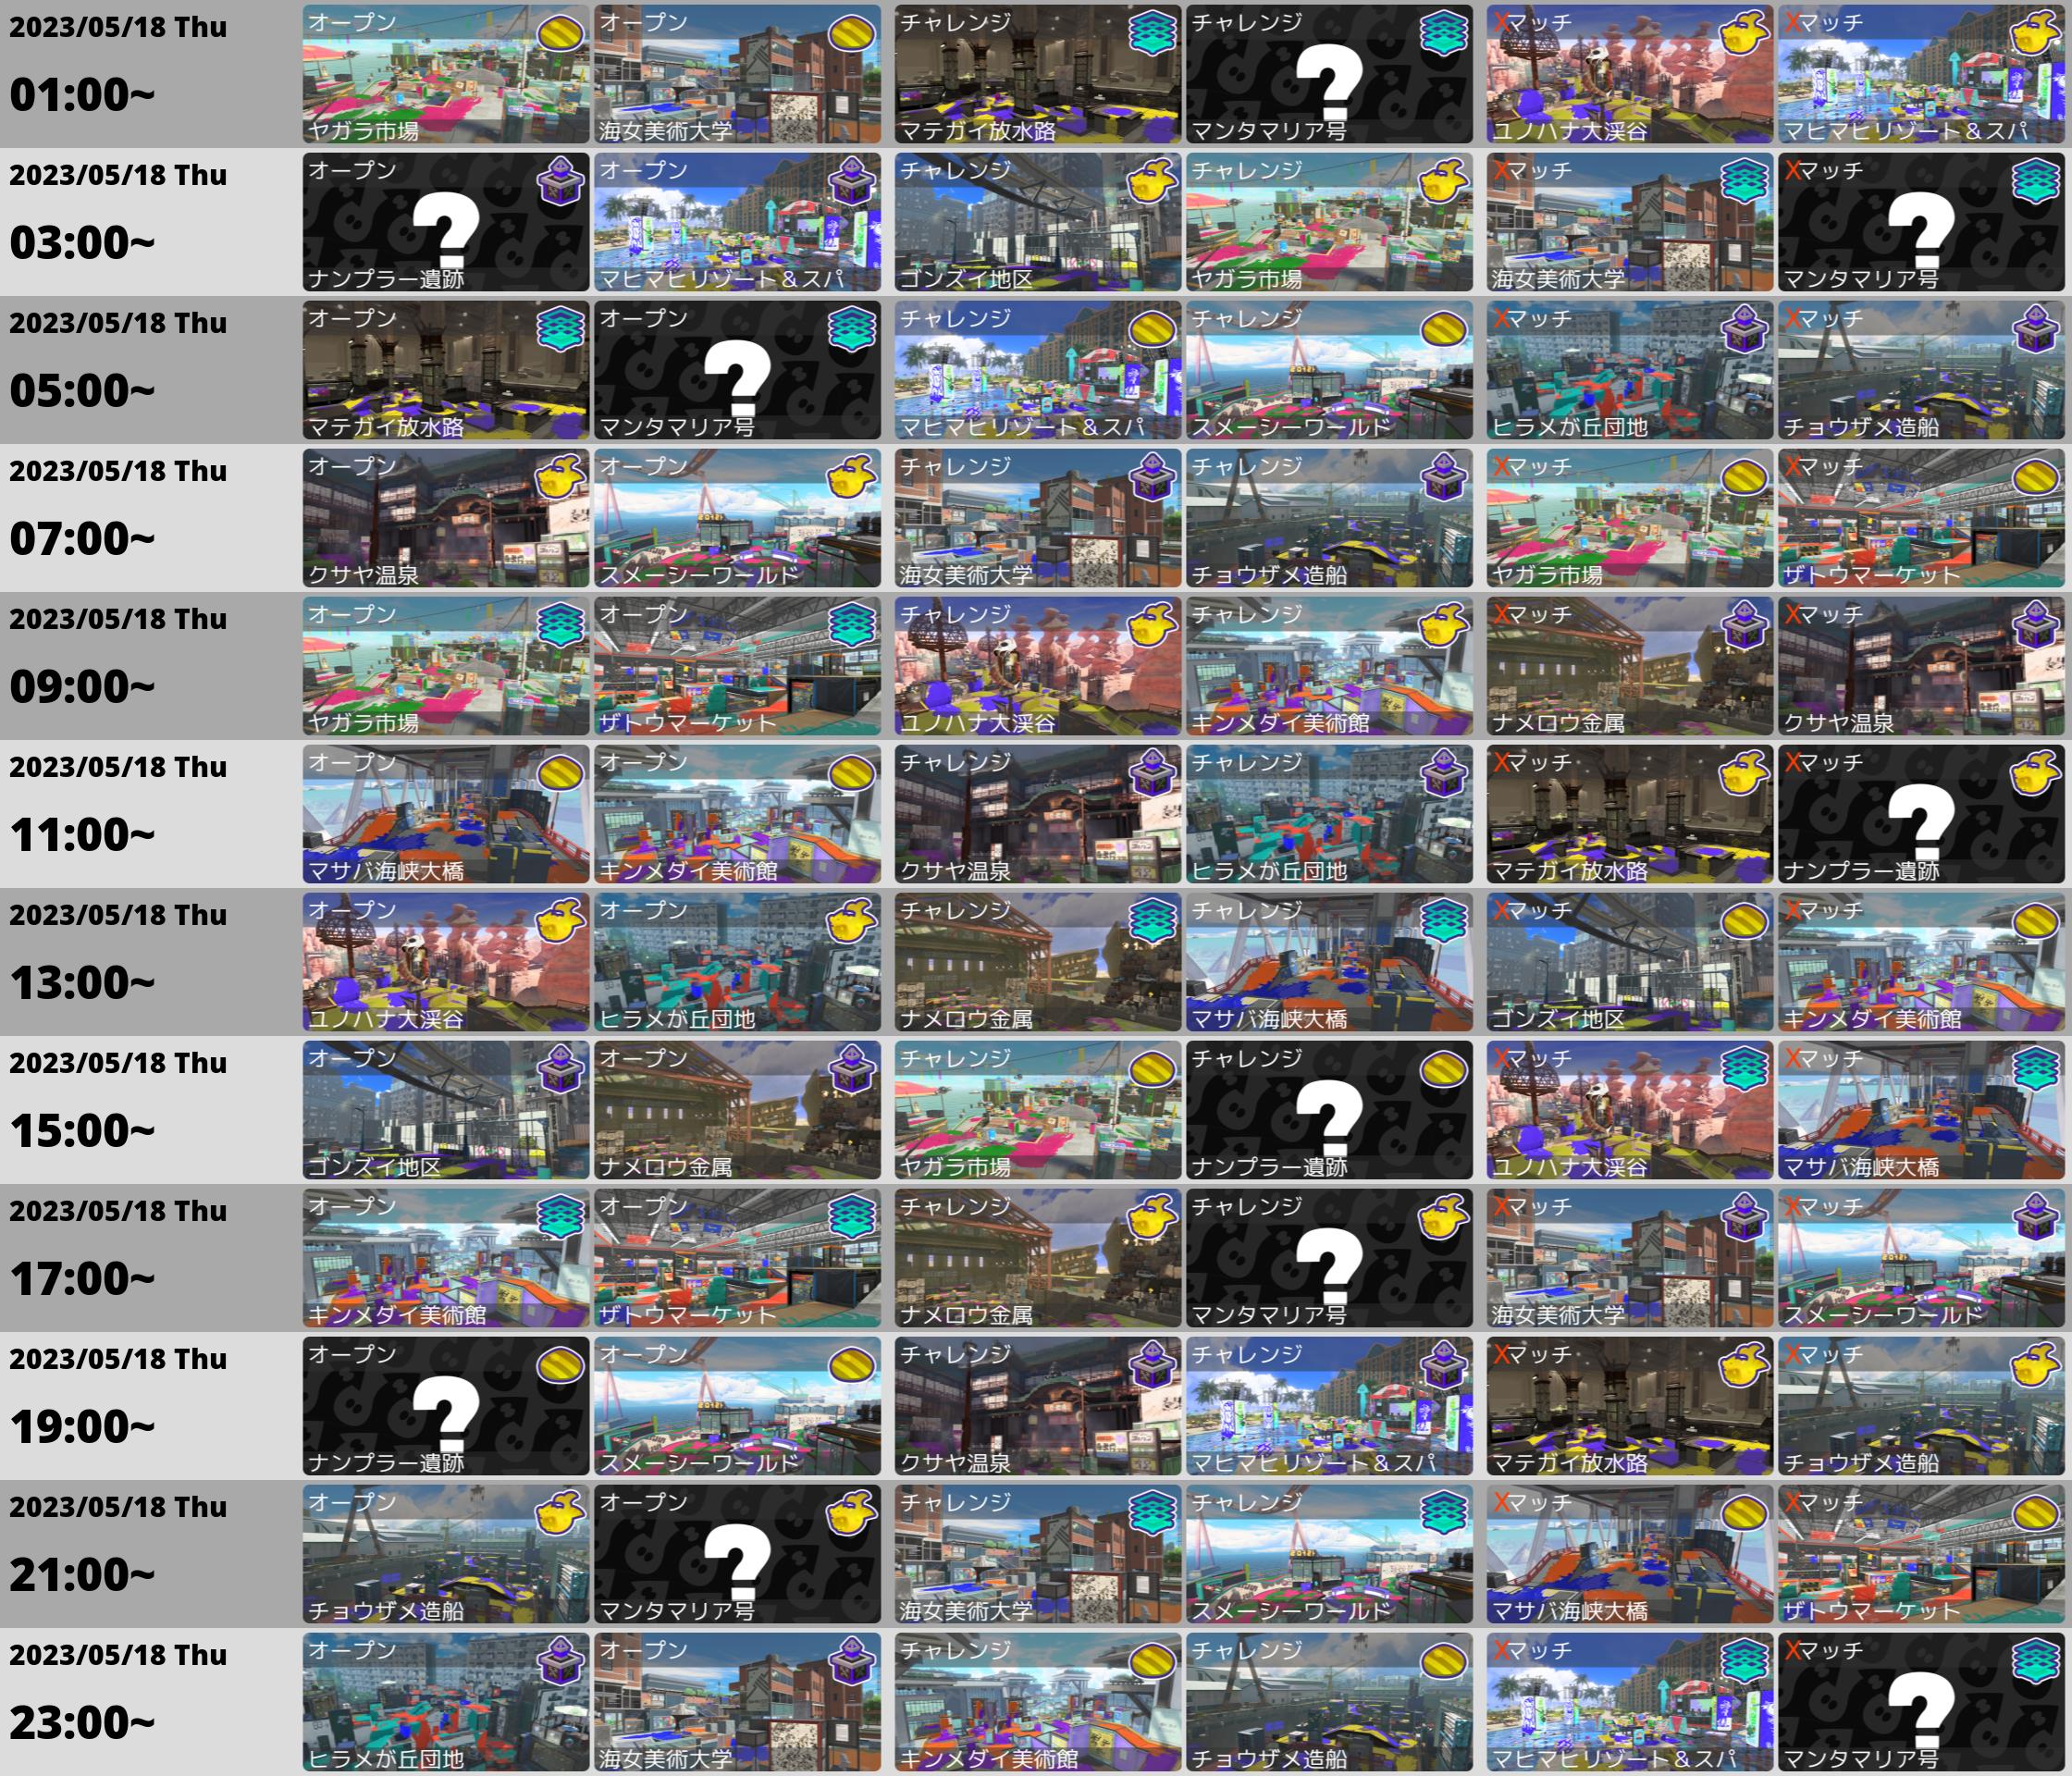 2023/05/18 Thu
01:00~
オープン
ヤガラ市場
オープン
海女美術大学
チャレンジ
マテガイ放水路
チャレンジ
?
マンタマリア号
Xマッチ
ユノハナ大渓谷
Xマッチ
マヒマヒリゾート＆スパ
2023/05/18 Thu
03:00~
オープン
?
ナンプラー遺跡
オープン
マヒマヒリゾート＆スパ
チャレンジ
ゴンズイ地区
チャレンジ
ヤガラ市場
Xマッチ
海女美術大学
Xマッチ
?
マンタマリア号
2023/05/18 Thu
05:00~
オープン
マテガイ放水路
オープン
?
マンタマリア号
チャレンジ
マヒマヒリゾート＆スパ
チャレンジ
スメーシーワールド
Xマッチ
ヒラメが丘団地
Xマッチ
チョウザメ造船
2023/05/18 Thu
07:00~
オープン
クサヤ温泉
オープン
スメーシーワールド
チャレンジ
海女美術大学
チャレンジ
チョウザメ造船
Xマッチ
ヤガラ市場
Xマッチ
ザトウマーケット
2023/05/18 Thu
09:00~
オープン
ヤガラ市場
オープン
ザトウマーケット
チャレンジ
ユノハナ大渓谷
チャレンジ
キンメダイ美術館
Xマッチ
ナメロウ金属
Xマッチ
クサヤ温泉
2023/05/18 Thu
11:00~
オープン
マサバ海峡大橋
オープン
キンメダイ美術館
チャレンジ
クサヤ温泉
チャレンジ
ヒラメが丘団地
Xマッチ
マテガイ放水路
Xマッチ
?
ナンプラー遺跡
2023/05/18 Thu
13:00~
オープン
ユノハナ大渓谷
オープン
ヒラメが丘団地
チャレンジ
ナメロウ金属
チャレンジ
マサバ海峡大橋
Xマッチ
ゴンズイ地区
Xマッチ
キンメダイ美術館
2023/05/18 Thu
15:00~
オープン
ゴンズイ地区
オープン
ナメロウ金属
チャレンジ
ヤガラ市場
チャレンジ
?
ナンプラー遺跡
Xマッチ
ユノハナ大渓谷
Xマッチ
マサバ海峡大橋
2023/05/18 Thu
17:00~
オープン
キンメダイ美術館
オープン
ザトウマーケット
チャレンジ
ナメロウ金属
チャレンジ
?
マンタマリア号
Xマッチ
海女美術大学
Xマッチ
スメーシーワールド
2023/05/18 Thu
19:00~
オープン
?
ナンプラー遺跡
オープン
スメーシーワールド
チャレンジ
クサヤ温泉
チャレンジ
マヒマヒリゾート＆スパ
Xマッチ
マテガイ放水路
Xマッチ
チョウザメ造船
2023/05/18 Thu
21:00~
オープン
チョウザメ造船
オープン
?
マンタマリア号
チャレンジ
海女美術大学
チャレンジ
スメーシーワールド
Xマッチ
マサバ海峡大橋
Xマッチ
ザトウマーケット
2023/05/18 Thu
23:00~
オープン
ヒラメが丘団地
オープン
海女美術大学
チャレンジ
キンメダイ美術館
チャレンジ
チョウザメ造船
Xマッチ
マヒマヒリゾート＆スパ
Xマッチ
?
マンタマリア号